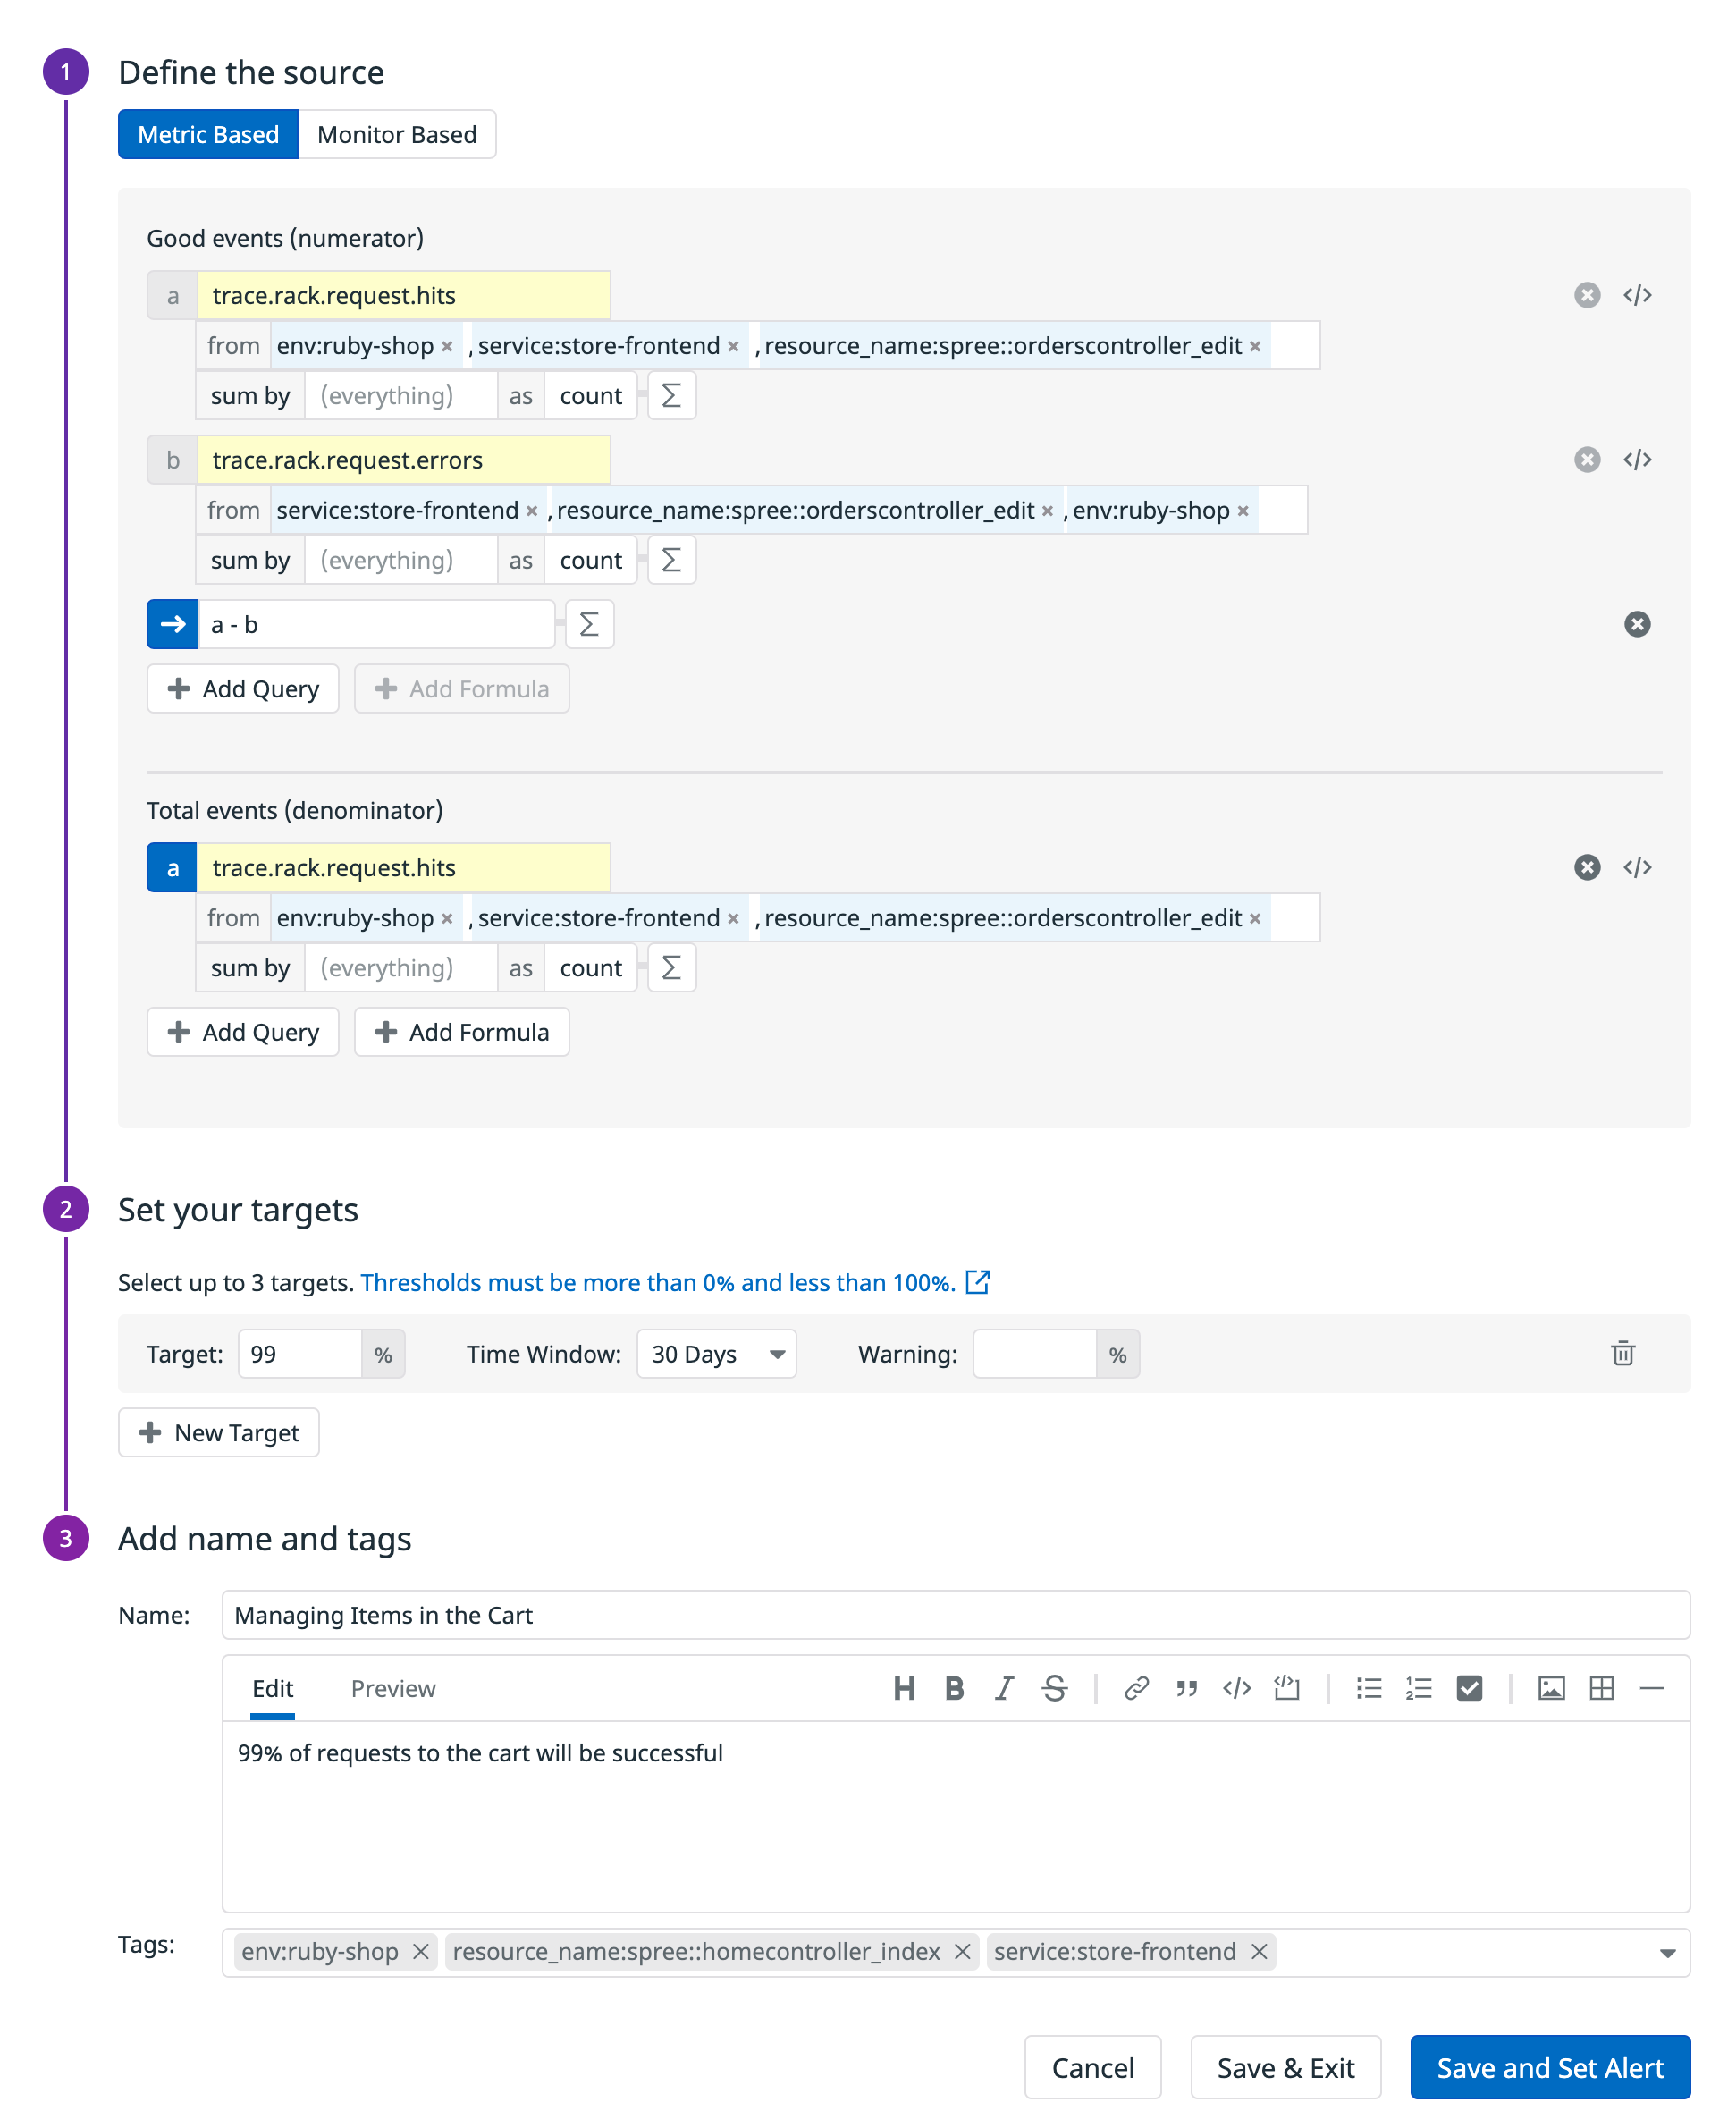 1 Define the source
Metric Based Monitor Based
Good events (numerator)
a trace.rack.request.hits
from env:ruby-shop × , service:store-frontend × , resource_name:spree::orderscontroller_edit ×
sum by (everything) as count Σ
b trace.rack.request.errors
from service:store-frontend × , resource_name:spree::orderscontroller_edit × , env:ruby-shop ×
sum by (everything) as count Σ
→ a - b Σ
+ Add Query + Add Formula
Total events (denominator)
a trace.rack.request.hits
from env:ruby-shop × , service:store-frontend × , resource_name:spree::orderscontroller_edit ×
sum by (everything) as count Σ
+ Add Query + Add Formula
2 Set your targets
Select up to 3 targets. Thresholds must be more than 0% and less than 100%.
Target: 99 % Time Window: 30 Days Warning: %
+ New Target
3 Add name and tags
Name: Managing Items in the Cart
Edit Preview H B I S
99% of requests to the cart will be successful
Tags: env:ruby-shop × resource_name:spree::homecontroller_index × service:store-frontend ×
Cancel Save & Exit Save and Set Alert